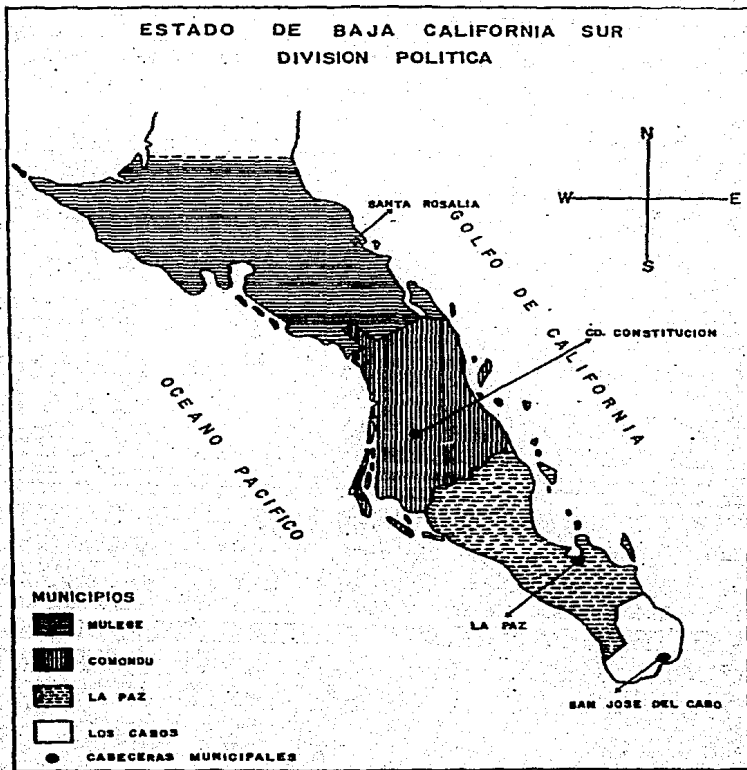 ESTADO DE BAJA CALIFORNIA SUR
DIVISION POLITICA
N
W
E
S
SANTA ROSALIA
GOLFO DE CALIFORNIA
CD. CONSTITUCION
OCEANO PACIFICO
MUNICIPIOS
MULEGE
COMONDU
LA PAZ
LOS CABOS
CABECERAS MUNICIPALES
LA PAZ
SAN JOSE DEL CABO